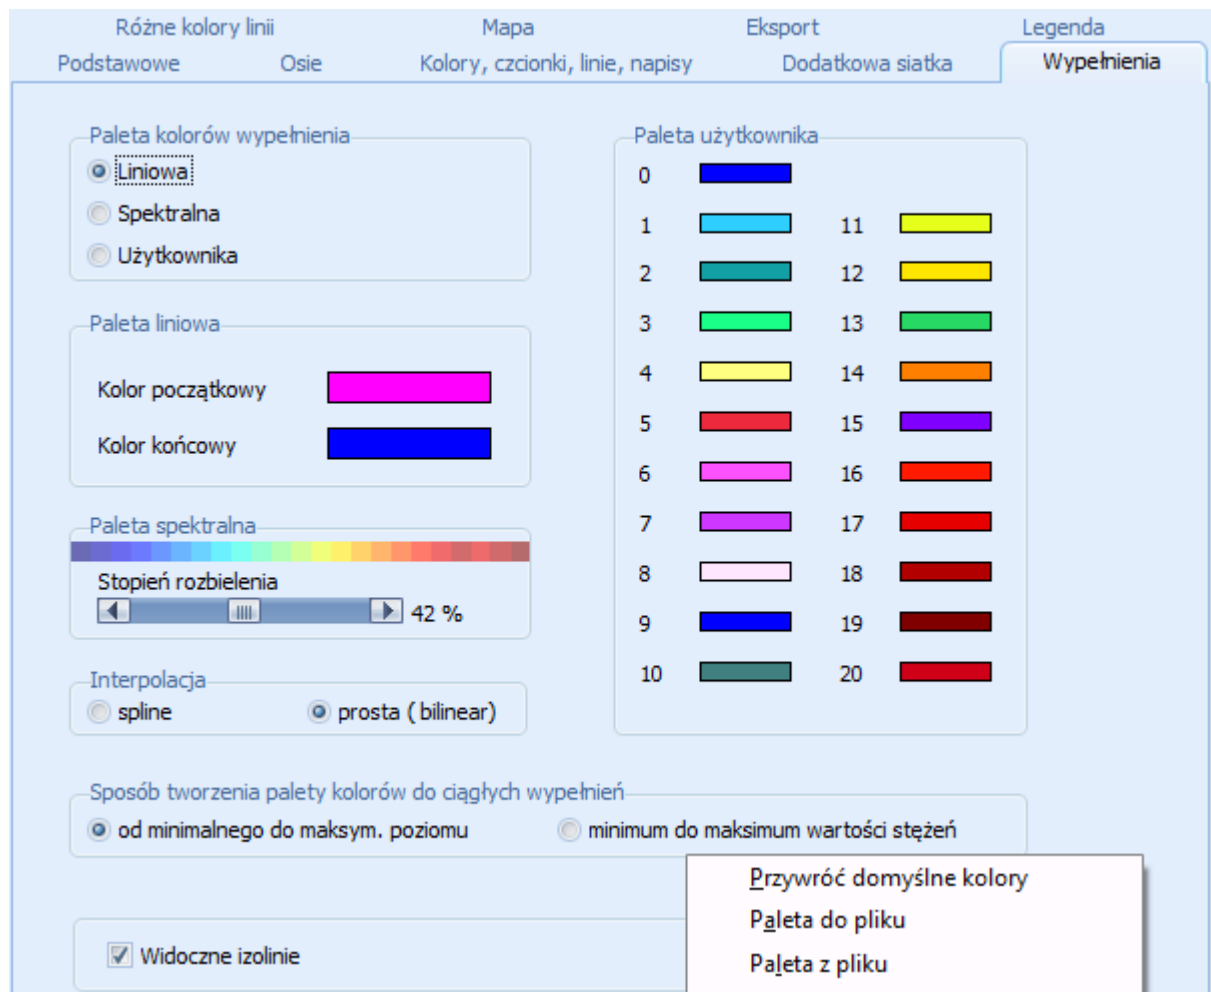 Różne kolory linii Mapa Eksport Legenda
Podstawowe Osie Kolory, czcionki, linie, napisy Dodatkowa siatka Wypełnienia
Paleta kolorów wypełnienia
Liniowa
Spektralna
Użytkownika
Paleta liniowa
Kolor początkowy
Kolor końcowy
Paleta spektralna
Stopień rozbielenia
42 %
Interpolacja
spline prosta ( bilinear)
Paleta użytkownika
0
1 11
2 12
3 13
4 14
5 15
6 16
7 17
8 18
9 19
10 20
Sposób tworzenia palety kolorów do ciągłych wypełnień
od minimalnego do maksym. poziomu minimum do maksimum wartości stężeń
Widoczne izolinie
Przywróć domyślne kolory
Paleta do pliku
Paleta z pliku